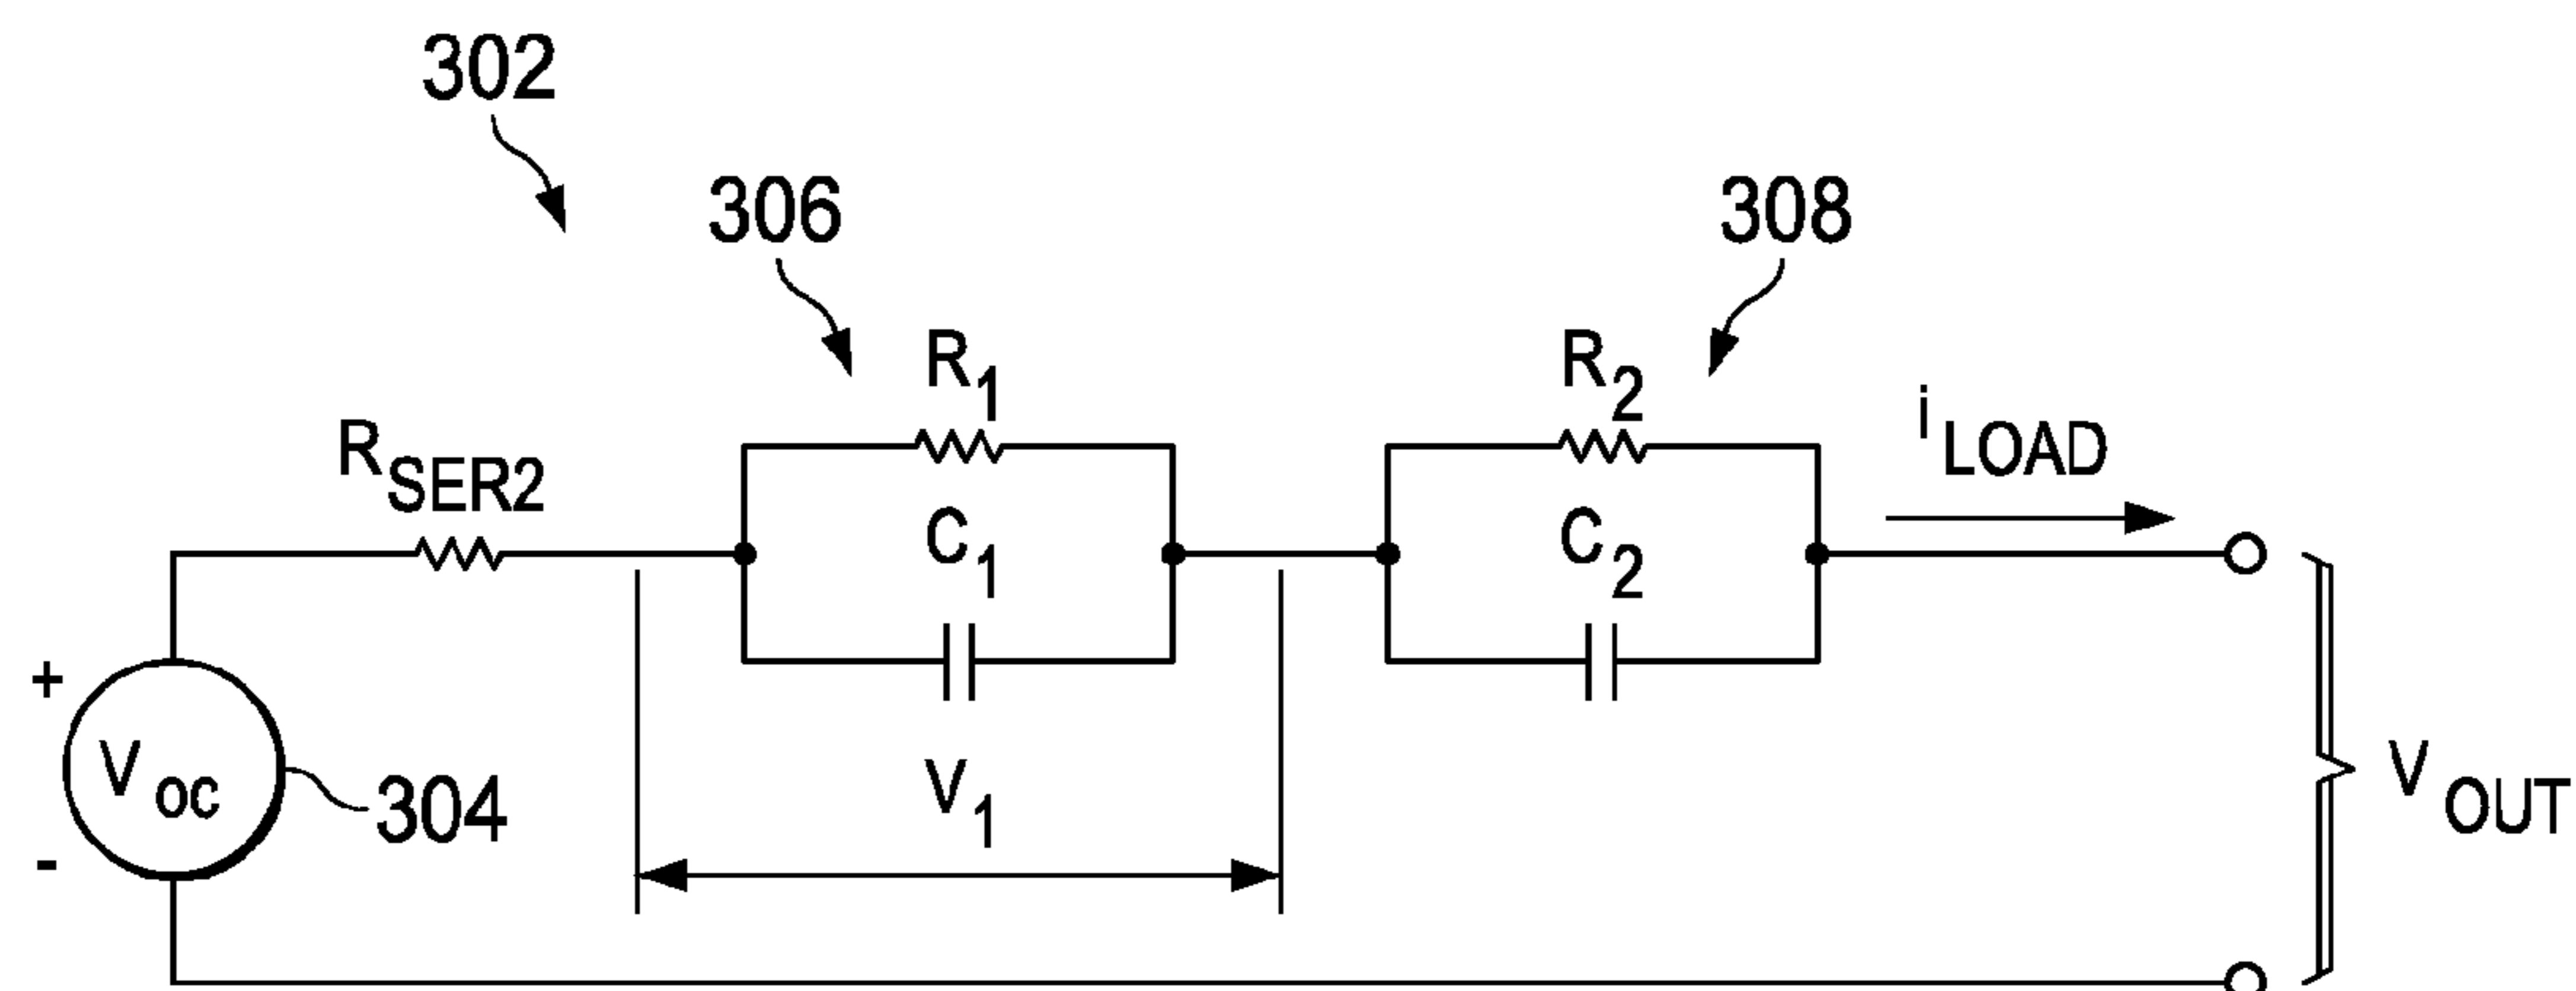 302
306
308
R1
R2
iLOAD
RSER2
C1
C2
+
Voc
304
-
V1
VOUT